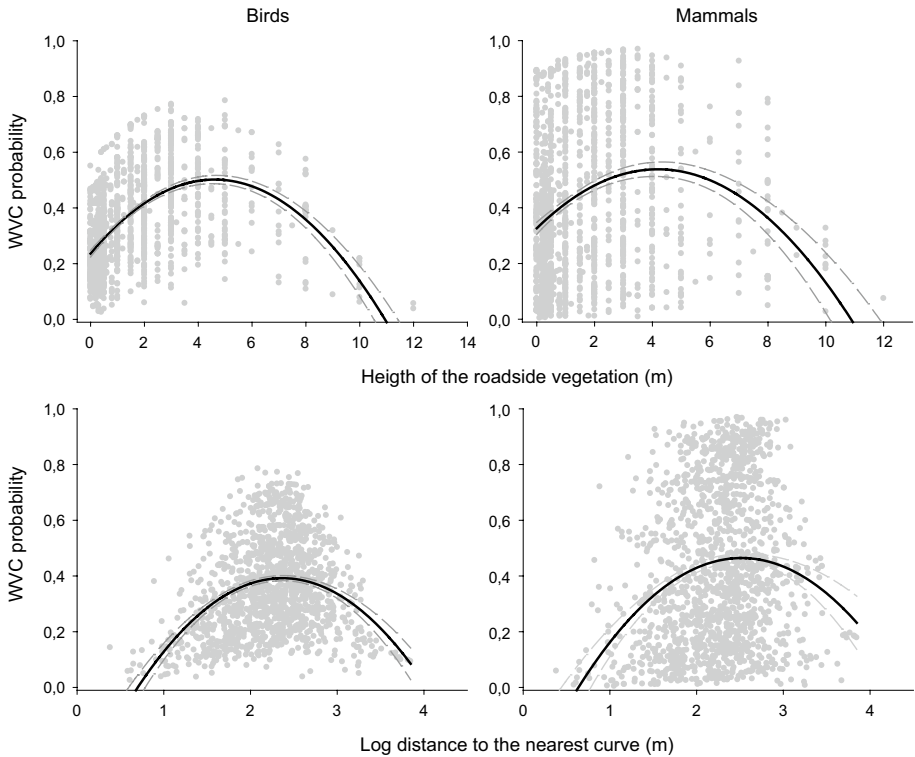 Birds
Mammals
WVC probability
1,0
0,8
0,6
0,4
0,2
0,0
0 2 4 6 8 10 12 14
1,0
0,8
0,6
0,4
0,2
0,0
0 2 4 6 8 10 12
Heigth of the roadside vegetation (m)
WVC probability
1,0
0,8
0,6
0,4
0,2
0,0
0 1 2 3 4
1,0
0,8
0,6
0,4
0,2
0,0
0 1 2 3 4
Log distance to the nearest curve (m)